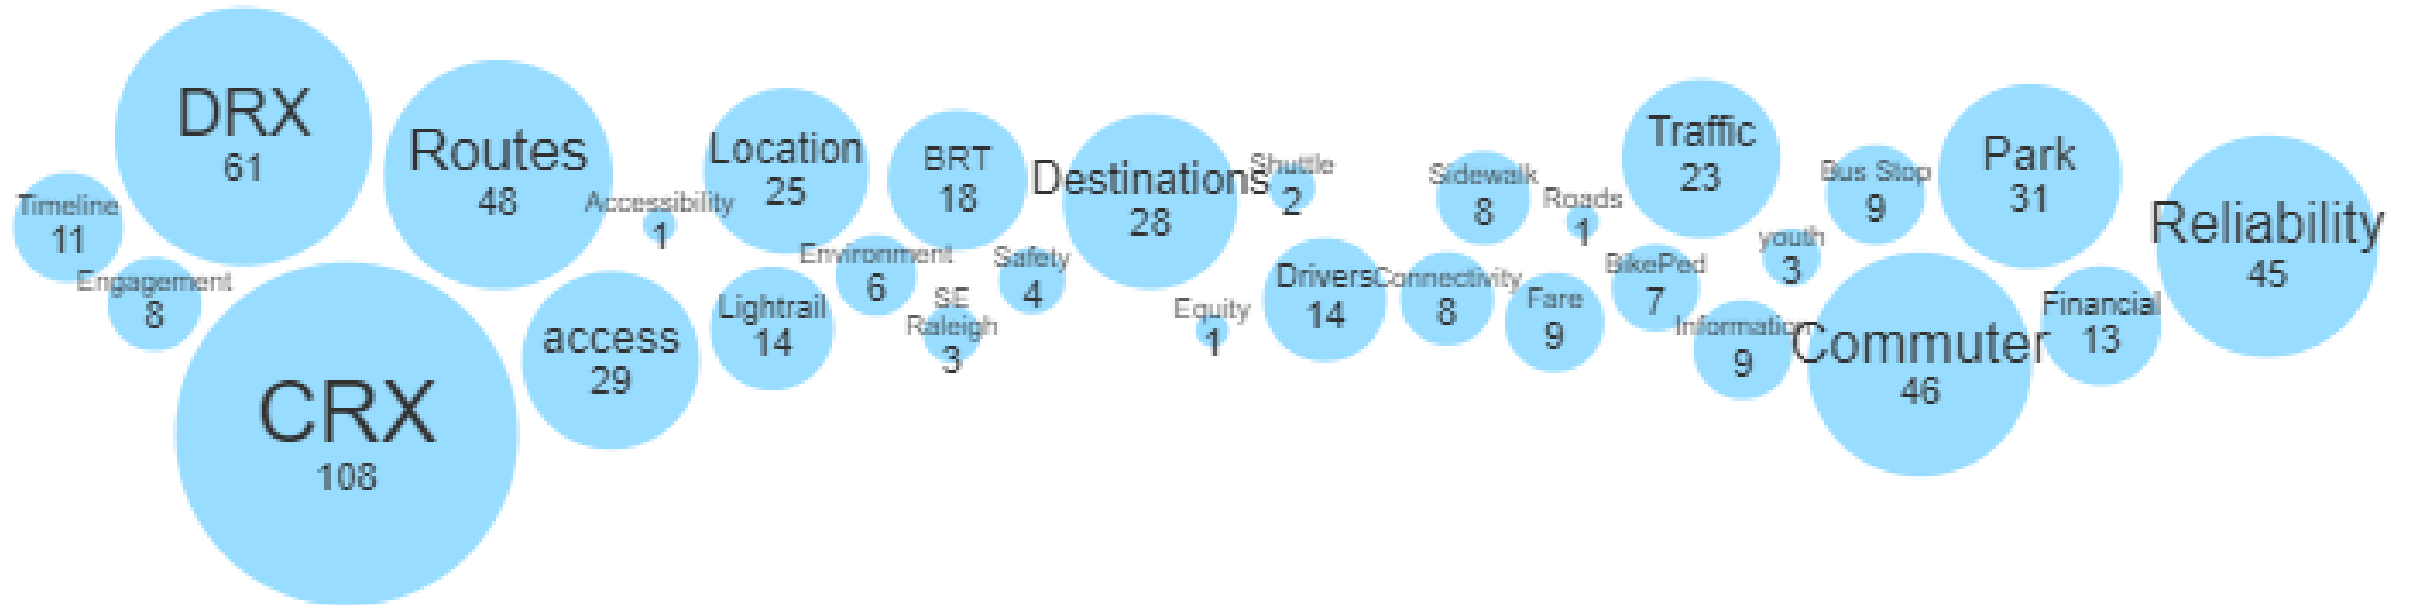 DRX
61
Timeline
11
Engagement
8
CRX
108
Routes
48
access
29
Accessibility
1
Location
25
Lightrail
14
Environment
6
BRT
18
SE
Raleigh
3
Safety
4
Destinations
28
Equity
1
Shuttle
2
Drivers
14
Connectivity
8
Sidewalk
8
Fare
9
Roads
1
BikePed
7
Traffic
23
Information
9
youth
3
Bus Stop
9
Commuter
46
Park
31
Financial
13
Reliability
45